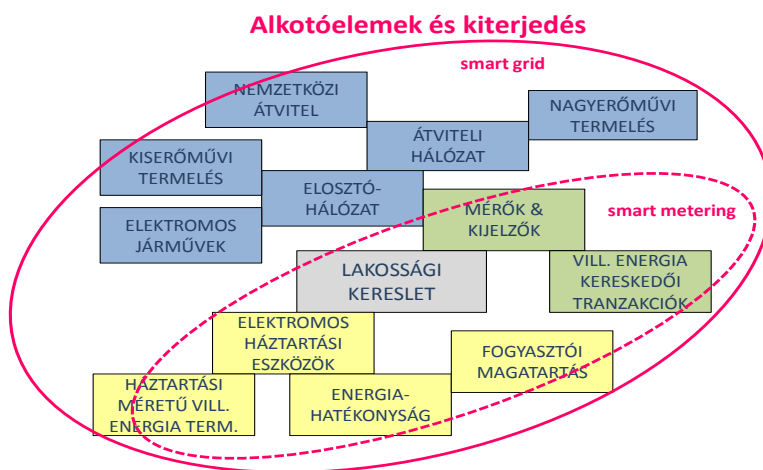 Alkotóelemek és kiterjedés
smart grid
NEMZETKÖZI
ÁTVITEL
NAGYERŐMŰVI
TERMELÉS
ÁTVITELI
HÁLÓZAT
KISERŐMŰVI
TERMELÉS
ELOSZTÓ-
HÁLÓZAT
MÉRŐK &
KIJELZŐK
smart metering
ELEKTROMOS
JÁRMŰVEK
LAKOSSÁGI
KERESLET
VILL. ENERGIA
KERESKEDŐI
TRANZAKCIÓK
ELEKTROMOS
HÁZTARTÁSI
ESZKÖZÖK
FOGYASZTÓI
MAGATARTÁS
HÁZTARTÁSI
MÉRETŰ VILL.
ENERGIA TERM.
ENERGIA-
HATÉKONYSÁG